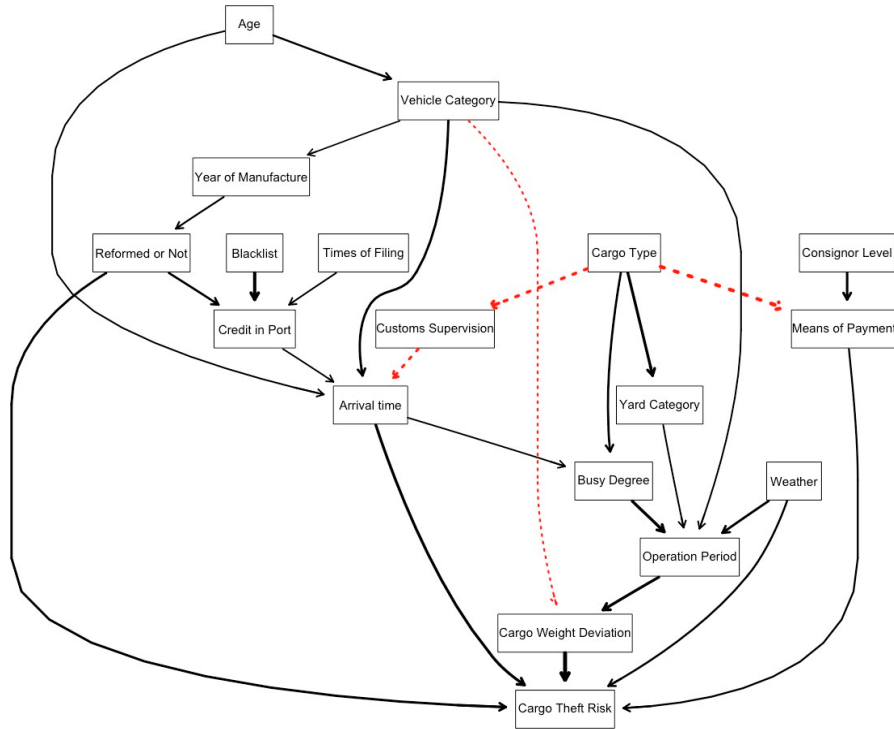 Age
Vehicle Category
Year of Manufacture
Reformed or Not
Blacklist
Times of Filing
Cargo Type
Consignor Level
Credit in Port
Customs Supervision
Means of Payment
Arrival time
Yard Category
Busy Degree
Weather
Operation Period
Cargo Weight Deviation
Cargo Theft Risk